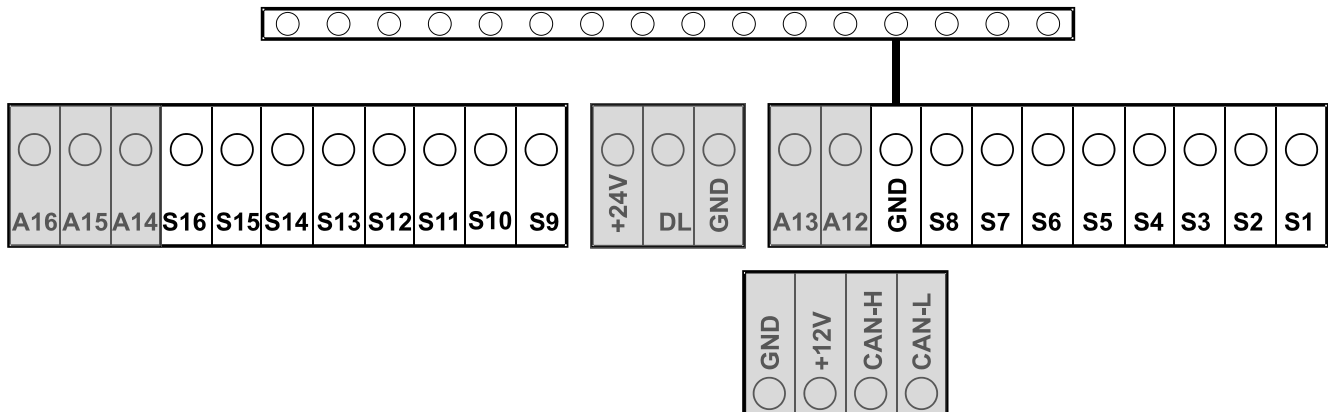 A16 A15 A14 S16 S15 S14 S13 S12 S11 S10 S9 +24V DL GND A13 A12 GND S8 S7 S6 S5 S4 S3 S2 S1
GND +12V CAN-H CAN-L